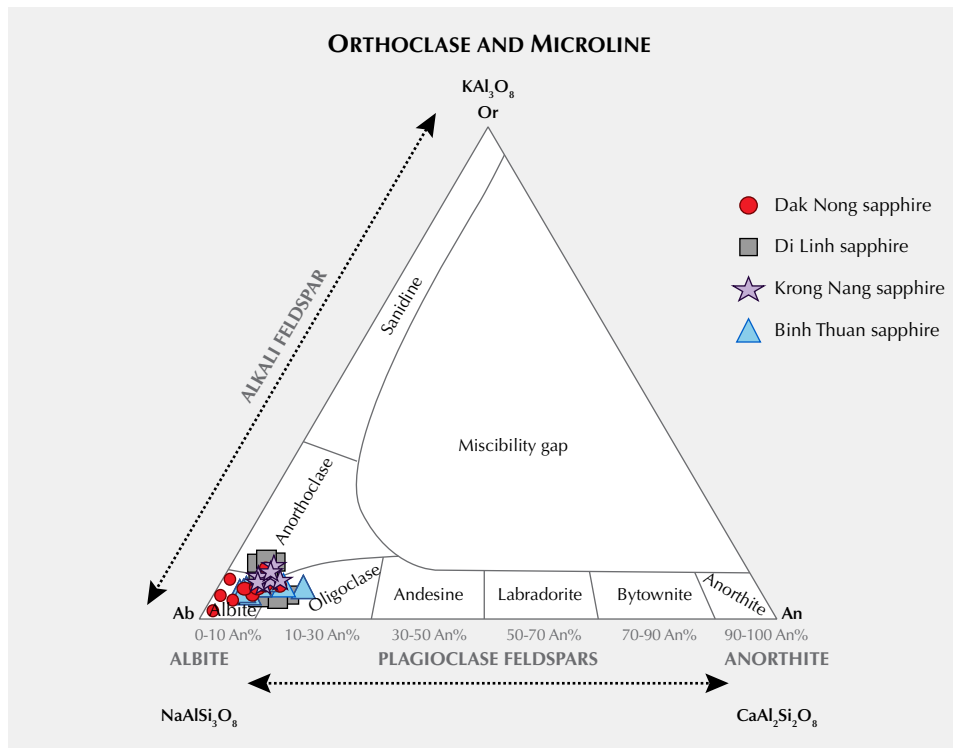 ORTHOCLASE AND MICROLINE
KAl₃O₈
Or
ALKALI FELDSPAR
Dak Nong sapphire
Di Linh sapphire
Krong Nang sapphire
Binh Thuan sapphire
Sanidine
Miscibility gap
Anorthoclase
Ab
Albite
Oligoclase
Andesine
Labradorite
Bytownite
Anorthite
An
0-10 An%
10-30 An%
30-50 An%
50-70 An%
70-90 An%
90-100 An%
ALBITE
PLAGIOCLASE FELDSPARS
ANORTHITE
NaAlSi₃O₈
CaAl₂Si₂O₈